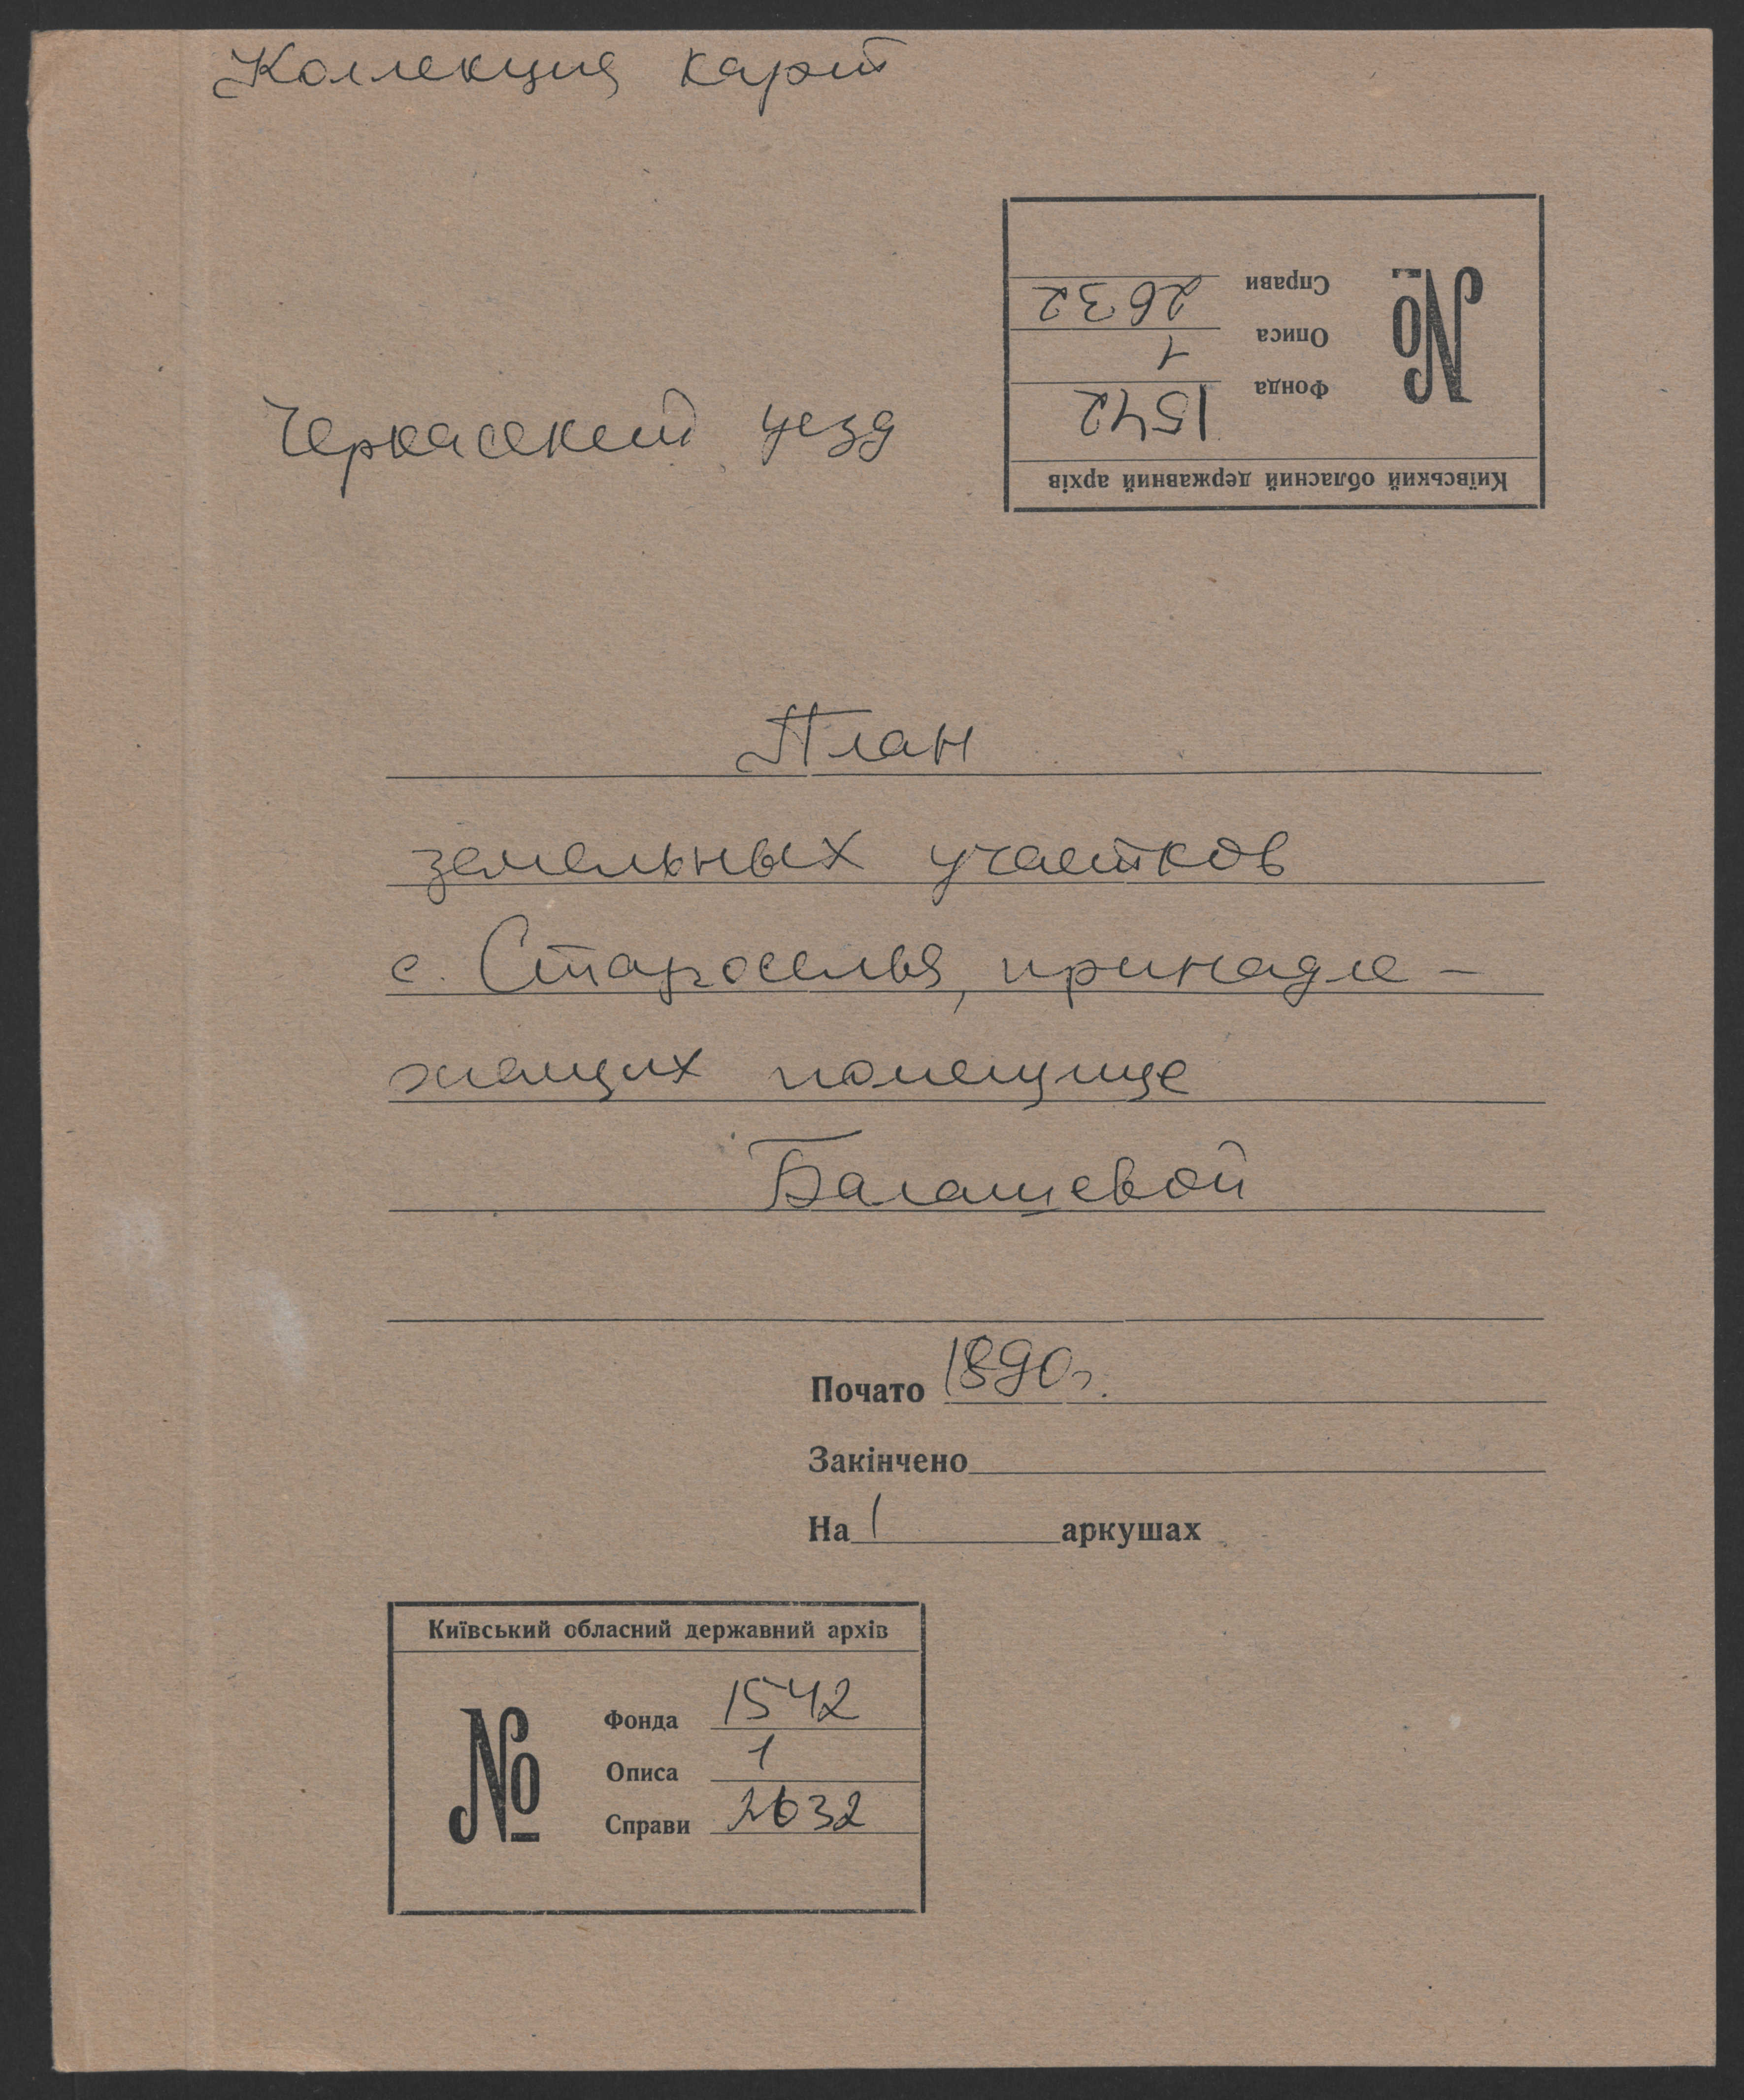 Коллекция карт
Київський обласний державний архів
№
Фонда 1542
Описа 1
Справи 2632
Черкасский уезд
План
земельных участков
с. Староселья, принадле-
жащих помещице
Балашевой
Почато 1890г.
Закінчено
На 1 аркушах
Київський обласний державний архів
№
Фонда 1542
Описа 1
Справи 2632